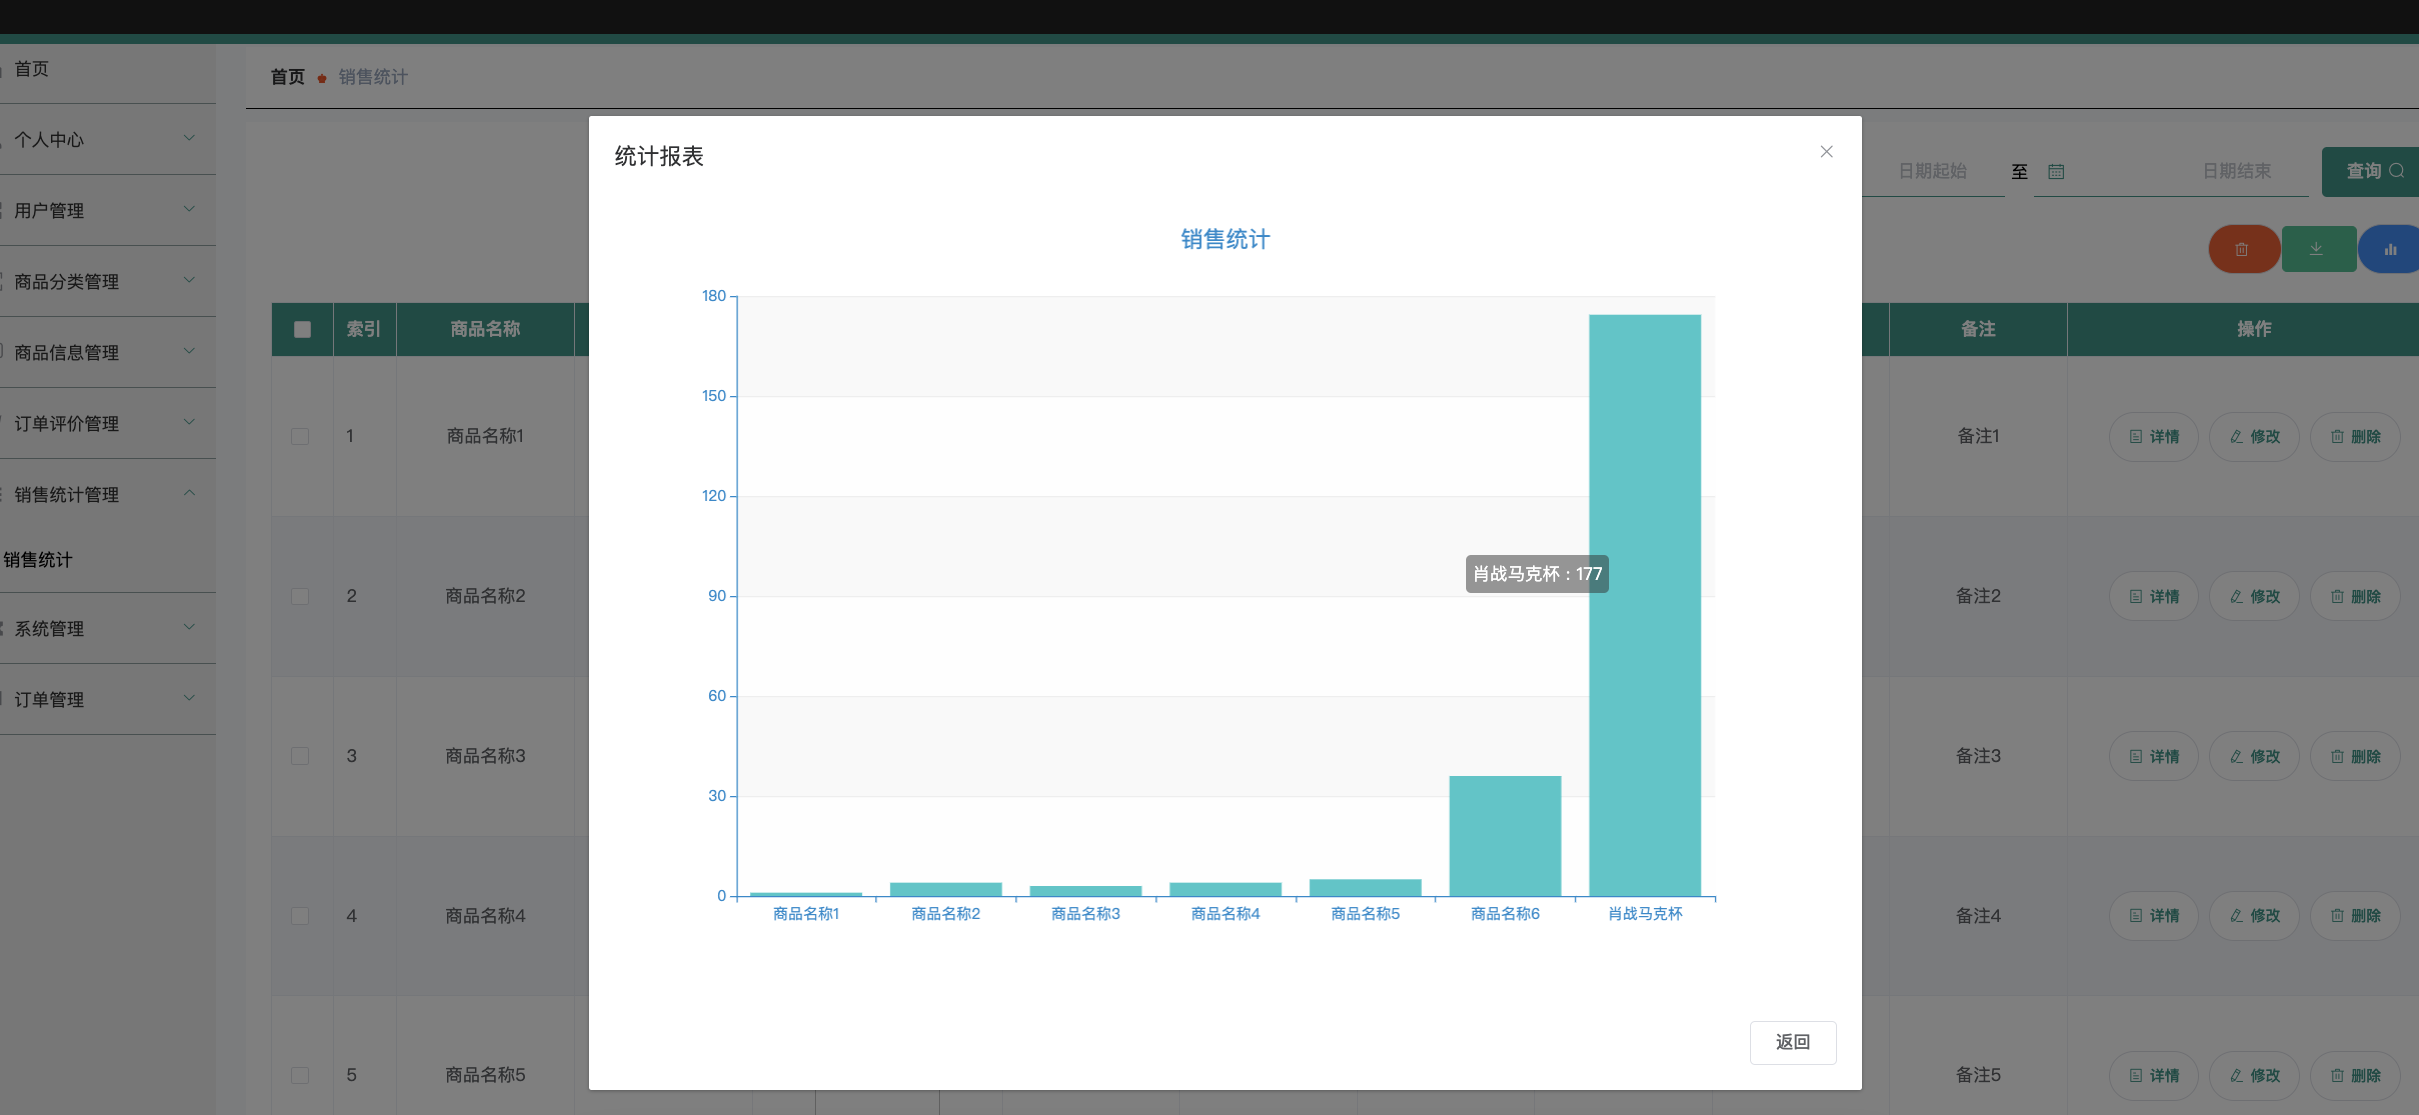 首页
个人中心
用户管理
商品分类管理
商品信息管理
订单评价管理
销售统计管理
销售统计
系统管理
订单管理
首页 销售统计
日期起始 至 日期结束 查询
索引 商品名称 备注 操作
1 商品名称1 备注1 详情 修改 删除
2 商品名称2 备注2 详情 修改 删除
3 商品名称3 备注3 详情 修改 删除
4 商品名称4 备注4 详情 修改 删除
5 商品名称5 备注5 详情 修改 删除
统计报表
销售统计
180
150
120
90
60
30
0
肖战马克杯 : 177
商品名称1 商品名称2 商品名称3 商品名称4 商品名称5 商品名称6 肖战马克杯
返回